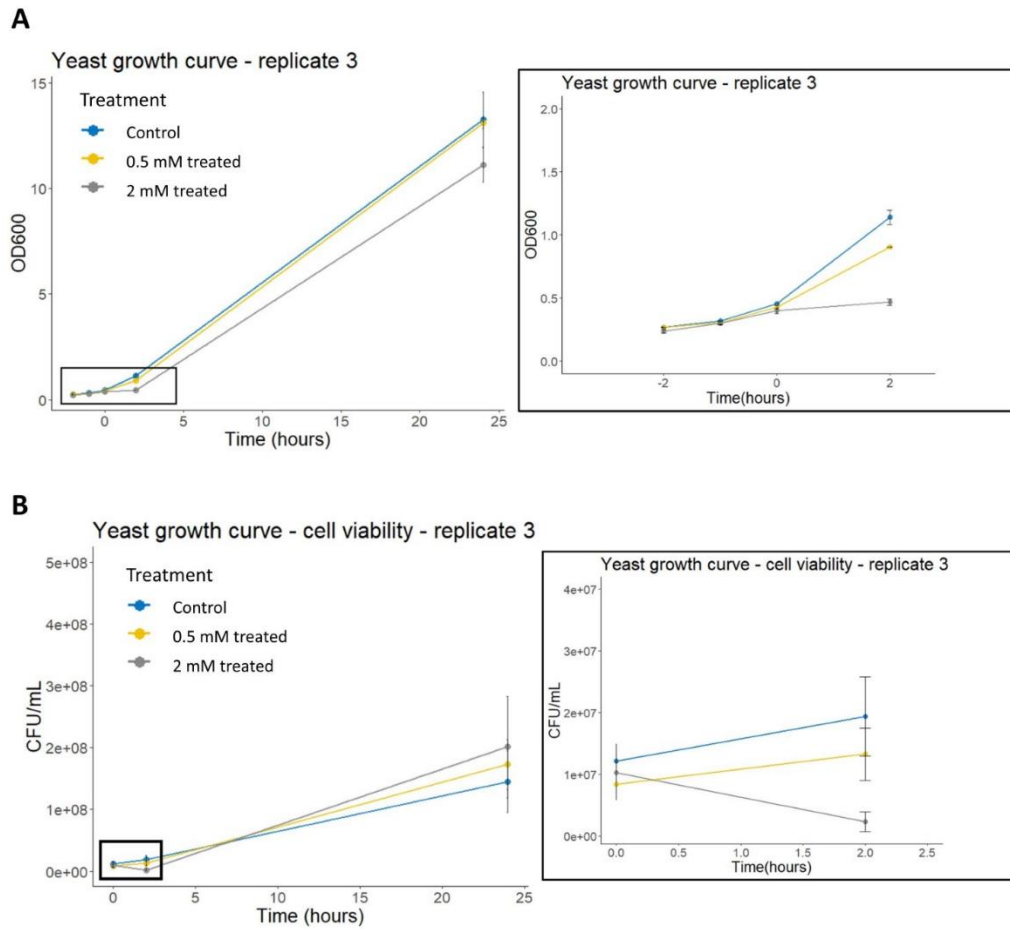 A
Yeast growth curve - replicate 3
15
10
5
0
OD600
Treatment
Control
0.5 mM treated
2 mM treated
0
5
10
15
20
25
Time (hours)
Yeast growth curve - replicate 3
2.0
1.5
1.0
0.5
0.0
OD600
-2
0
2
Time(hours)
B
Yeast growth curve - cell viability - replicate 3
5e+08
4e+08
3e+08
2e+08
1e+08
0e+00
CFU/mL
Treatment
Control
0.5 mM treated
2 mM treated
0
5
10
15
20
25
Time (hours)
Yeast growth curve - cell viability - replicate 3
4e+07
3e+07
2e+07
1e+07
0e+00
CFU/mL
0.0
0.5
1.0
1.5
2.0
2.5
Time(hours)